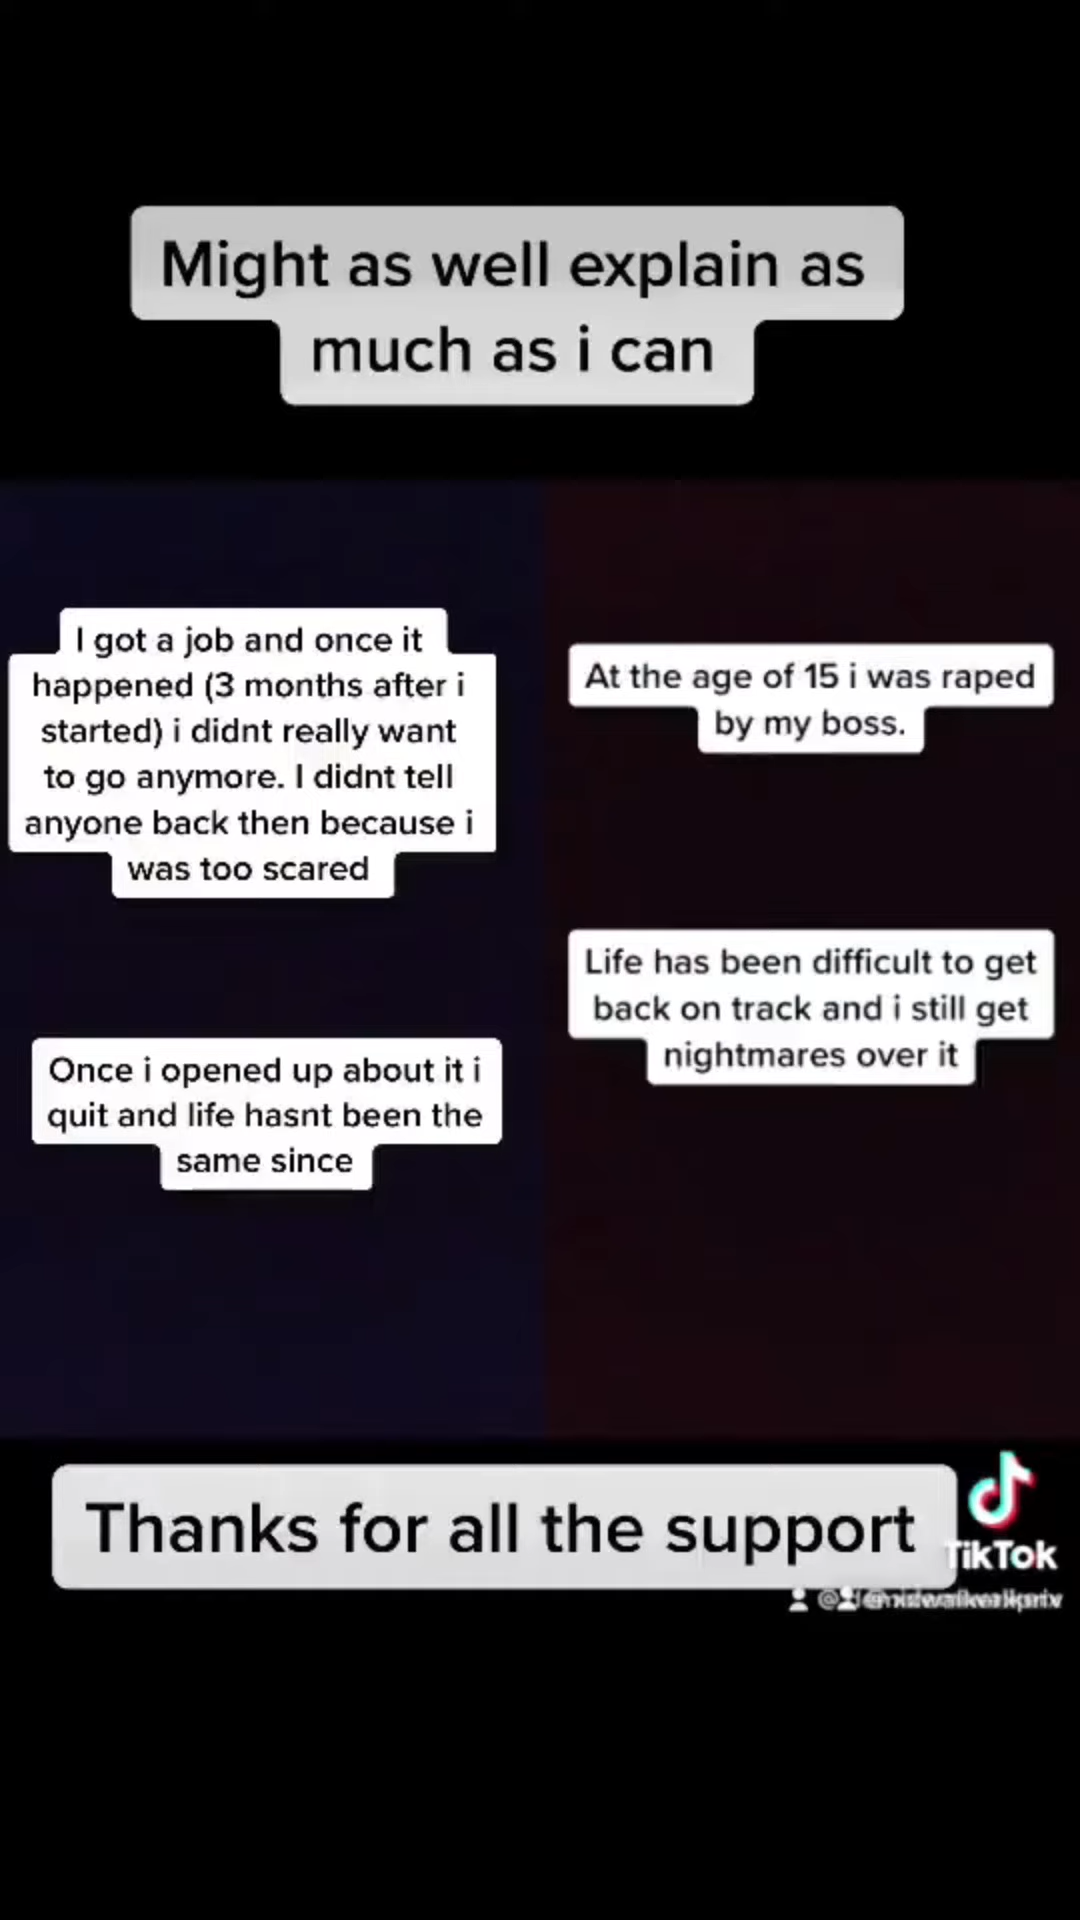 Might as well explain as
much as i can
I got a job and once it
happened (3 months after i
started) i didnt really want
to go anymore. I didnt tell
anyone back then because i
was too scared
At the age of 15 i was raped
by my boss.
Life has been difficult to get
back on track and i still get
nightmares over it
Once i opened up about it i
quit and life hasnt been the
same since
Thanks for all the support
TikTok